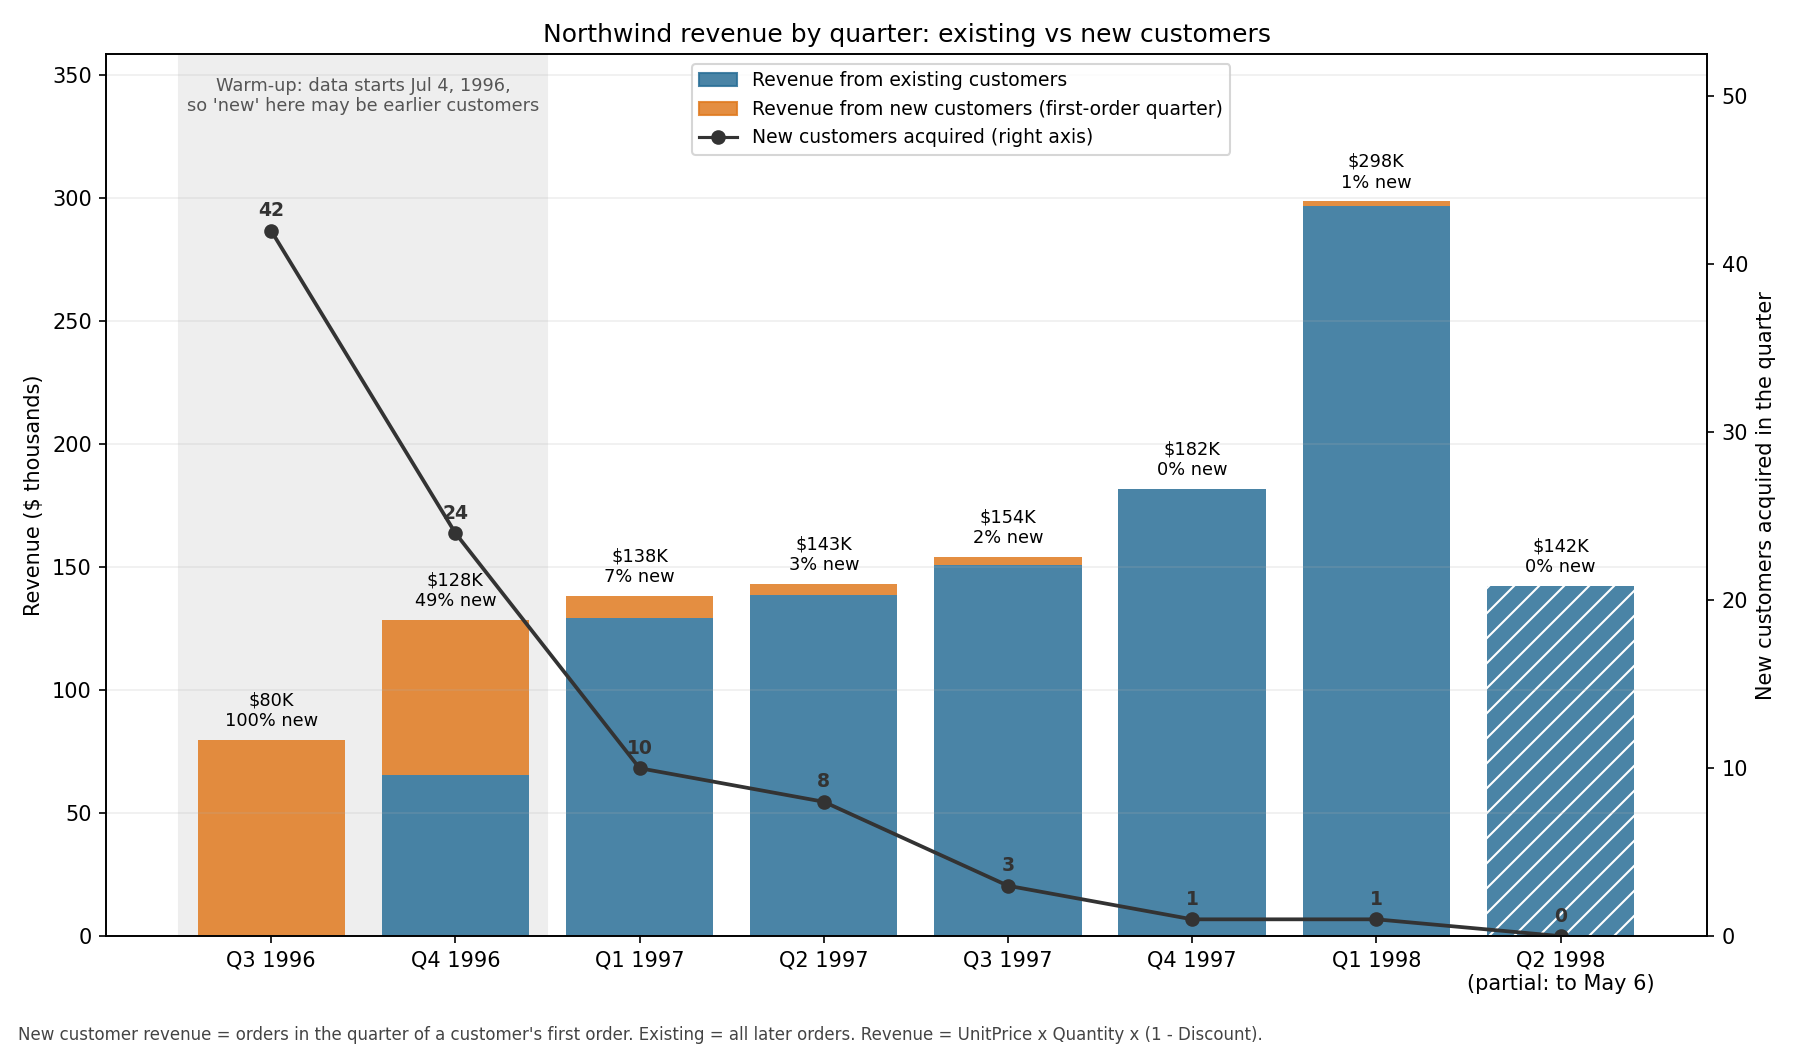 Northwind revenue by quarter: existing vs new customers
Warm-up: data starts Jul 4, 1996,
so 'new' here may be earlier customers
Revenue from existing customers
Revenue from new customers (first-order quarter)
New customers acquired (right axis)
Revenue ($ thousands)
350
300
250
200
150
100
50
0
42
24
10
8
3
1
1
0
$80K
100% new
$128K
49% new
$138K
7% new
$143K
3% new
$154K
2% new
$182K
0% new
$298K
1% new
$142K
0% new
50
40
30
20
10
0
New customers acquired in the quarter
Q3 1996
Q4 1996
Q1 1997
Q2 1997
Q3 1997
Q4 1997
Q1 1998
Q2 1998
(partial: to May 6)
New customer revenue = orders in the quarter of a customer's first order. Existing = all later orders. Revenue = UnitPrice x Quantity x (1 - Discount).